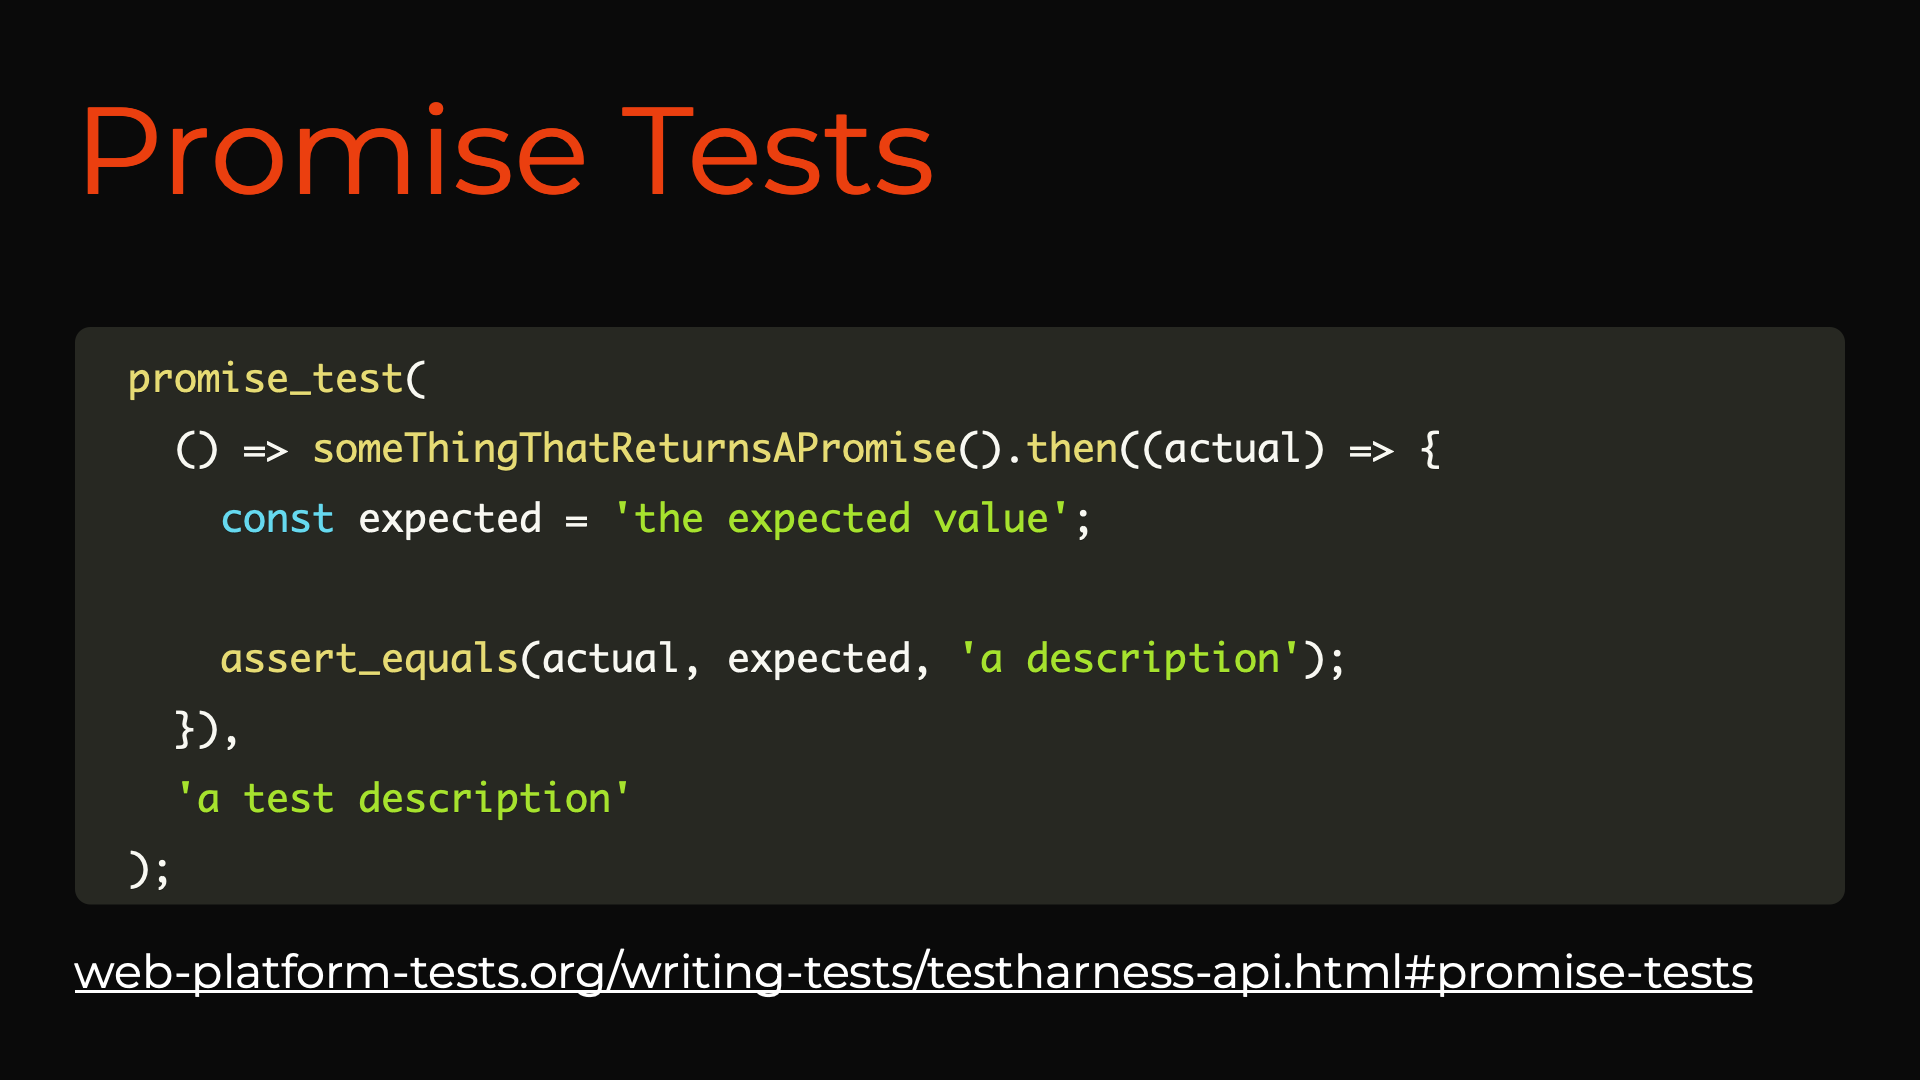 Promise Tests
promise_test(
  () => someThingThatReturnsAPromise().then((actual) => {
    const expected = 'the expected value';

    assert_equals(actual, expected, 'a description');
  }),
  'a test description'
);
web-platform-tests.org/writing-tests/testharness-api.html#promise-tests